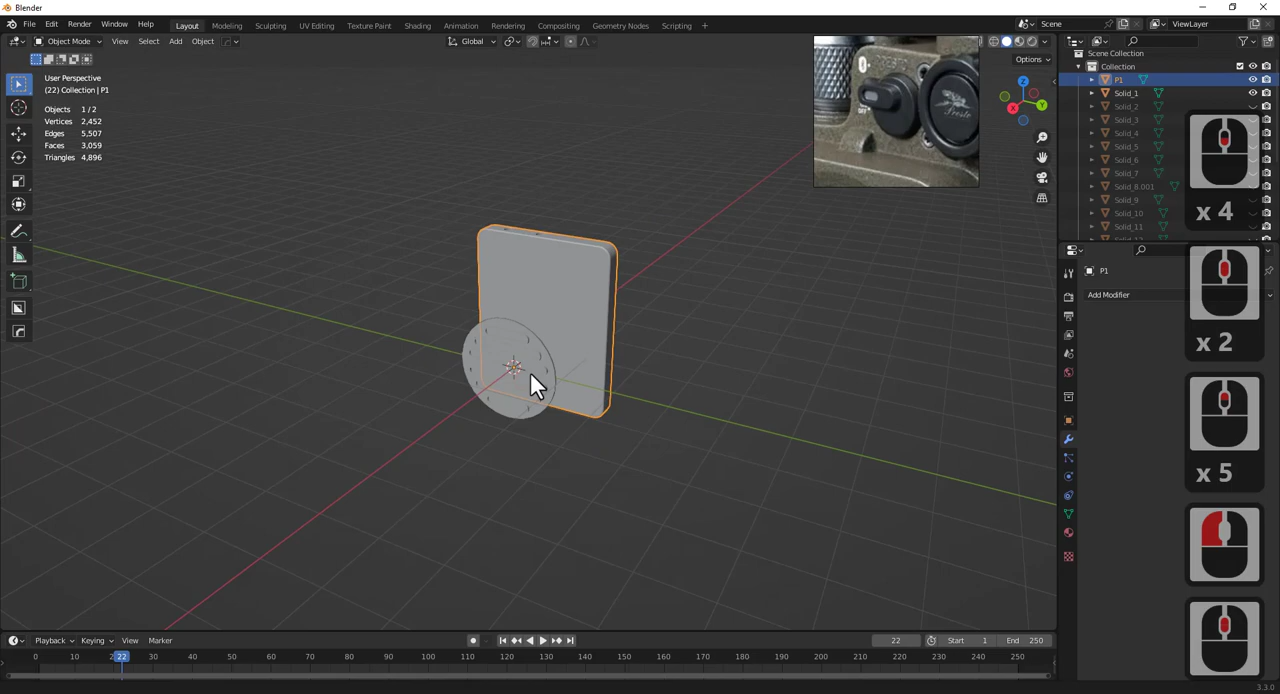 Blender
File Edit Render Window Help
Layout Modeling Sculpting UV Editing Texture Paint Shading Animation Rendering Compositing Geometry Nodes Scripting +
Scene
ViewLayer
Object Mode View Select Add Object
Global
Options
User Perspective
(22) Collection | P1
Objects 1 / 2
Vertices 2,452
Edges 5,507
Faces 3,059
Triangles 4,896
OFF
Presto
Z
Y
X
Scene Collection
Collection
P1
Solid_1
Solid_2
Solid_3
Solid_4
Solid_5
Solid_6
Solid_7
Solid_8.001
Solid_9
Solid_10
Solid_11
P1
Add Modifier
x 4
x 2
x 5
Playback Keying View Marker
22
Start 1 End 250
0 10 22 30 40 50 60 70 80 90 100 110 120 130 140 150 160 170 180 190 200 210 220 230 240 250
3.3.0